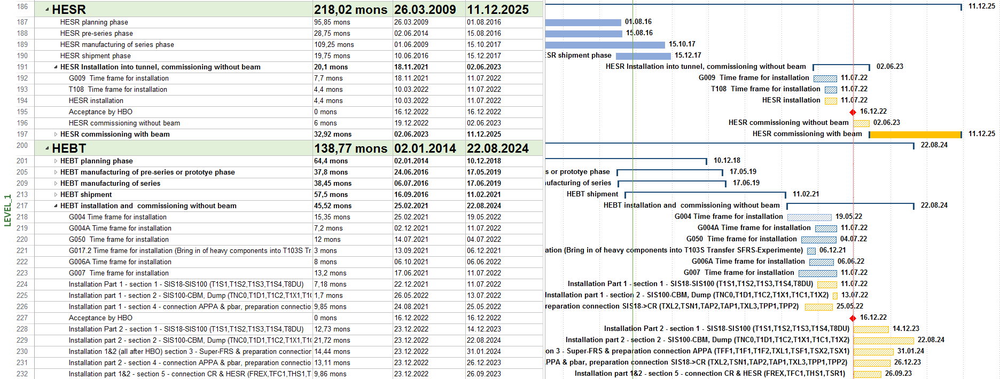 LEVEL_1
186 HESR 218,02 mons 26.03.2009 11.12.2025 11.12.25
187 HESR planning phase 95,85 mons 26.03.2009 01.08.2016 01.08.16
188 HESR pre-series phase 28,75 mons 02.06.2014 15.08.2016 15.08.16
189 HESR manufacturing of series phase 109,25 mons 01.06.2009 15.10.2017 15.10.17
190 HESR shipment phase 19,75 mons 10.06.2016 15.12.2017 ESR shipment phase 15.12.17
191 HESR Installation into tunnel, commissioning without beam 20,1 mons 18.11.2021 02.06.2023 HESR Installation into tunnel, commissioning without beam 02.06.23
192 G009 Time frame for installation 7,7 mons 18.11.2021 11.07.2022 G009 Time frame for installation 11.07.22
193 T108 Time frame for installation 4,4 mons 10.03.2022 11.07.2022 T108 Time frame for installation 11.07.22
194 HESR installation 4,4 mons 10.03.2022 11.07.2022 HESR installation 11.07.22
195 Acceptance by HBO 0 mons 16.12.2022 16.12.2022 16.12.22
196 HESR commissioning without beam 6 mons 19.12.2022 02.06.2023 HESR commissioning without beam 02.06.23
197 HESR commissioning with beam 32,92 mons 02.06.2023 11.12.2025 HESR commissioning with beam 11.12.25
200 HEBT 138,77 mons 02.01.2014 22.08.2024 22.08.24
201 HEBT planning phase 64,4 mons 02.01.2014 10.12.2018 10.12.18
205 HEBT manufacturing of pre-series or prototye phase 37,8 mons 24.06.2016 17.05.2019 s or prototye phase 17.05.19
209 HEBT manufacturing of series 38,45 mons 06.07.2016 17.06.2019 ufacturing of series 17.06.19
213 HEBT shipment 57,5 mons 16.09.2016 11.02.2021 HEBT shipment 11.02.21
217 HEBT installation and commissioning without beam 45,52 mons 25.02.2021 22.08.2024 HEBT installation and commissioning without beam 22.08.24
218 G004 Time frame for installation 15,35 mons 25.02.2021 19.05.2022 G004 Time frame for installation 19.05.22
219 G004A Time frame for installation 7,2 mons 02.12.2021 11.07.2022 G004A Time frame for installation 11.07.22
220 G050 Time frame for installation 12 mons 14.07.2021 04.07.2022 G050 Time frame for installation 04.07.22
221 G017.2 Time frame for installation (Bring in of heavy components into T103S Tr 3 mons 13.09.2021 06.12.2021 ation (Bring in of heavy components into T103S Transfer SFRS-Experimente) 06.12.21
222 G006A Time frame for installation 8 mons 06.10.2021 06.06.2022 G006A Time frame for installation 06.06.22
223 G007 Time frame for installation 13,2 mons 17.06.2021 11.07.2022 G007 Time frame for installation 11.07.22
224 Installation Part 1 - section 1 - SIS18-SIS100 (T1S1,T1S2,T1S3,T1S4,T8DU) 7,18 mons 22.12.2021 11.07.2022 Installation Part 1 - section 1 - SIS18-SIS100 (T1S1,T1S2,T1S3,T1S4,T8DU) 11.07.22
225 Installation part 1 - section 2 - SIS100-CBM, Dump (TNC0,T1D1,T1C2,T1X1,T1C 1,7 mons 26.05.2022 13.07.2022 Installation part 1 - section 2 - SIS100-CBM, Dump (TNC0,T1D1,T1C2,T1X1,T1C1,T1X2) 13.07.22
226 Installation part 1 - section 4 - connection APPA & pbar, preparation connectio 9,85 mons 24.08.2021 25.05.2022 reparation connection SIS18->CR (TXL2,TSN1,TAP2,TAP1,TXL3,TPP1,TPP2) 25.05.22
227 Acceptance by HBO 0 mons 16.12.2022 16.12.2022 16.12.22
228 Installation Part 2 - section 1 - SIS18-SIS100 (T1S1,T1S2,T1S3,T1S4,T8DU) 12,73 mons 23.12.2022 14.12.2023 Installation Part 2 - section 1 - SIS18-SIS100 (T1S1,T1S2,T1S3,T1S4,T8DU) 14.12.23
229 Installation part 2 - section 2 - SIS100-CBM, Dump (TNC0,T1D1,T1C2,T1X1,T1C 21,72 mons 23.12.2022 22.08.2024 Installation part 2 - section 2 - SIS100-CBM, Dump (TNC0,T1D1,T1C2,T1X1,T1C1,T1X2) 22.08.24
230 Installation 1&2 (all after HBO) section 3 - Super-FRS & preparation connection 14,44 mons 23.12.2022 31.01.2024 on 3 - Super-FRS & preparation connection APPA (TFF1,T1F1,T1F2,TXL1,TSF1,TSX2,TSX1) 31.01.24
231 Installation part 2 - section 4 - connection APPA & pbar, preparation connectio 13,11 mons 23.12.2022 26.12.2023 PPA & pbar, preparation connection SIS18->CR (TXL2,TSN1,TAP2,TAP1,TXL3,TPP1,TPP2) 26.12.23
232 Installation part 1&2 - section 5 - connection CR & HESR (FREX,TFC1,THS1,T 9,86 mons 23.12.2022 26.09.2023 Installation part 1&2 - section 5 - connection CR & HESR (FREX,TFC1,THS1,TSR1) 26.09.23